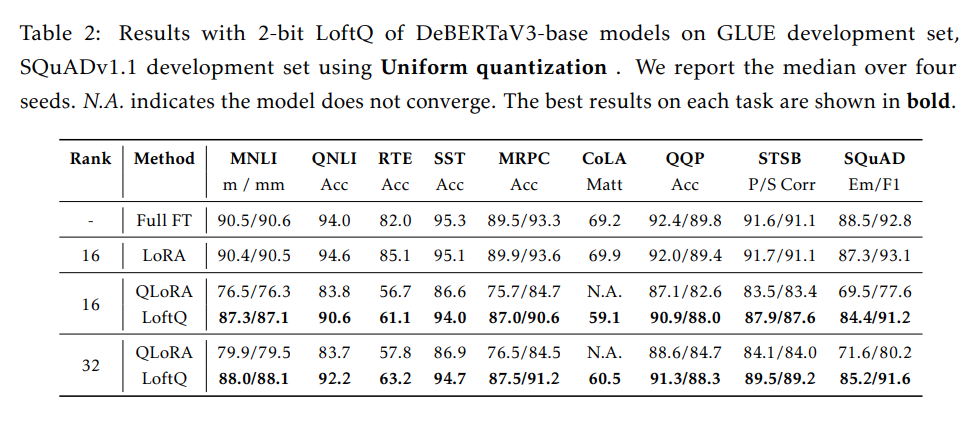 Table 2: Results with 2-bit LoftQ of DeBERTaV3-base models on GLUE development set,
SQuADv1.1 development set using Uniform quantization . We report the median over four
seeds. N.A. indicates the model does not converge. The best results on each task are shown in bold.
Rank Method MNLI QNLI RTE SST MRPC CoLA QQP STSB SQuAD
m / mm Acc Acc Acc Acc Matt Acc P/S Corr Em/F1
- Full FT 90.5/90.6 94.0 82.0 95.3 89.5/93.3 69.2 92.4/89.8 91.6/91.1 88.5/92.8
16 LoRA 90.4/90.5 94.6 85.1 95.1 89.9/93.6 69.9 92.0/89.4 91.7/91.1 87.3/93.1
16 QLoRA 76.5/76.3 83.8 56.7 86.6 75.7/84.7 N.A. 87.1/82.6 83.5/83.4 69.5/77.6
LoftQ 87.3/87.1 90.6 61.1 94.0 87.0/90.6 59.1 90.9/88.0 87.9/87.6 84.4/91.2
32 QLoRA 79.9/79.5 83.7 57.8 86.9 76.5/84.5 N.A. 88.6/84.7 84.1/84.0 71.6/80.2
LoftQ 88.0/88.1 92.2 63.2 94.7 87.5/91.2 60.5 91.3/88.3 89.5/89.2 85.2/91.6